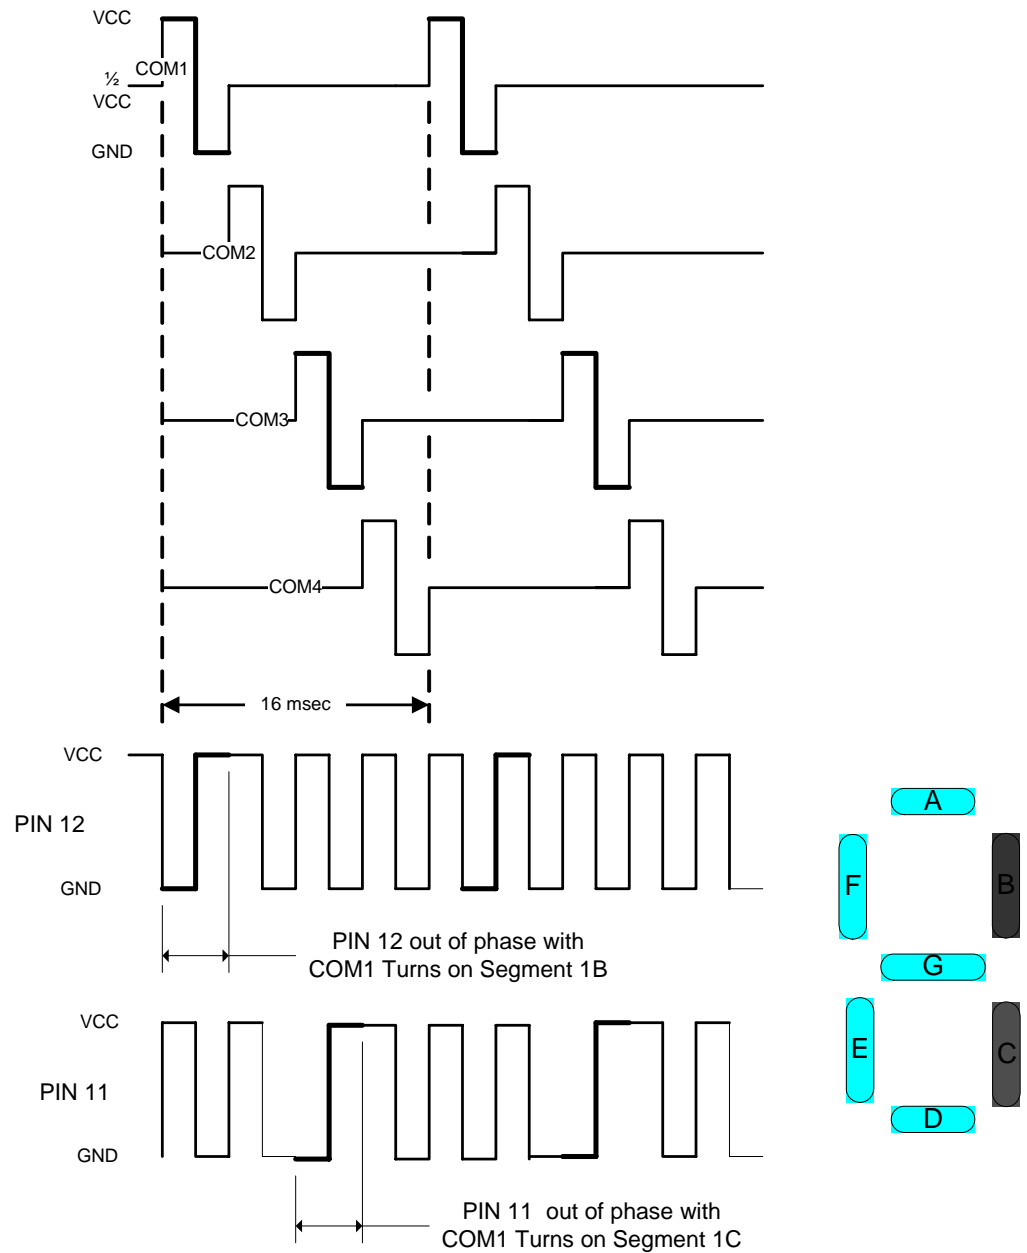 VCC
COM1
½
VCC
GND
COM2
COM3
COM4
16 msec
VCC
PIN 12
GND
PIN 12 out of phase with
COM1 Turns on Segment 1B
VCC
PIN 11
GND
PIN 11 out of phase with
COM1 Turns on Segment 1C
A
F
B
G
E
C
D